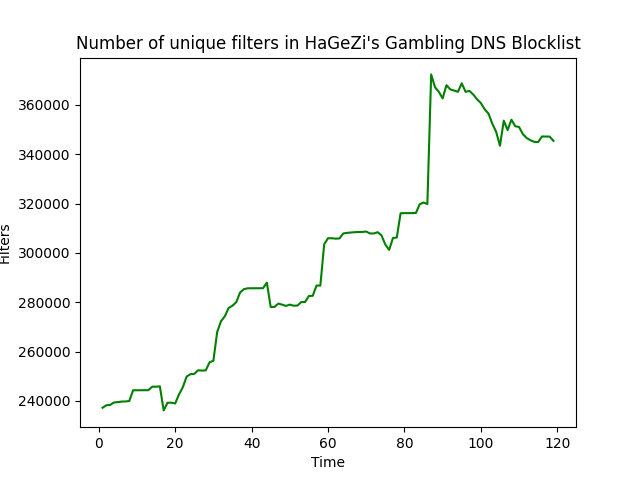 Number of unique filters in HaGeZi's Gambling DNS Blocklist
360000
340000
320000
300000
280000
260000
240000
Filters
0 20 40 60 80 100 120
Time